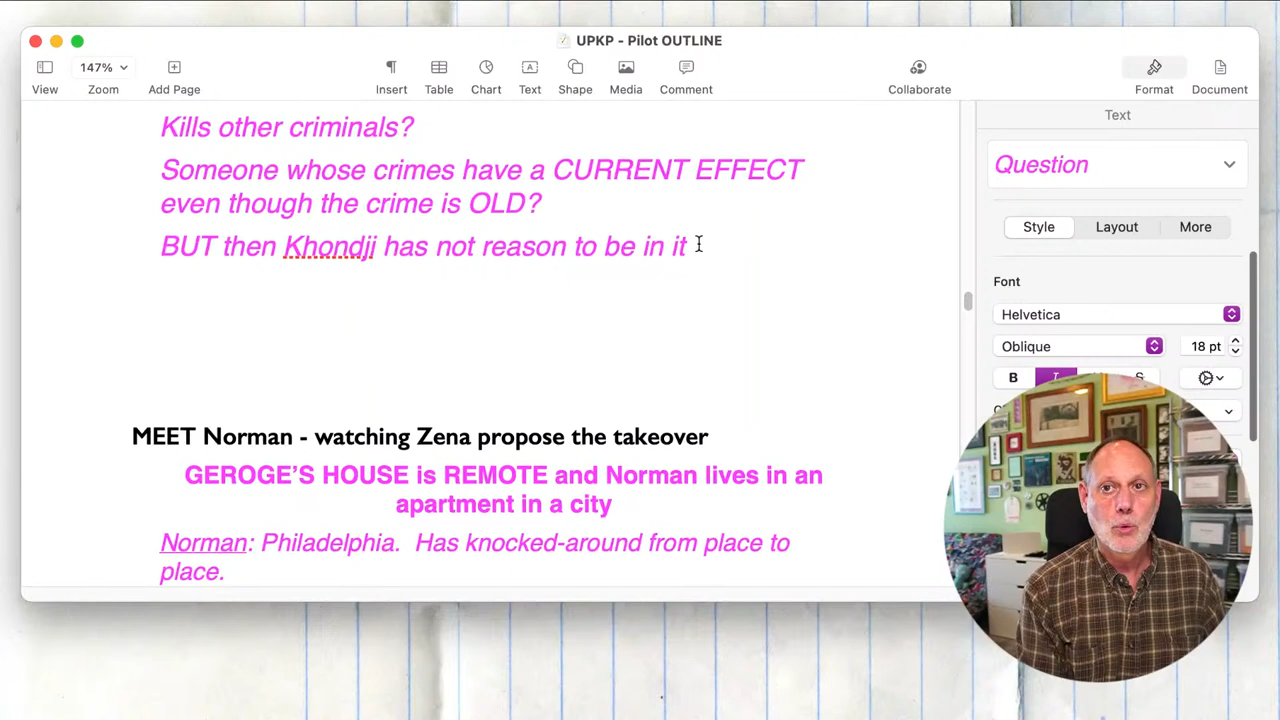 UPKP - Pilot OUTLINE
147%
View
Zoom
Add Page
Insert
Table
Chart
Text
Shape
Media
Comment
Collaborate
Format
Document
Kills other criminals?
Someone whose crimes have a CURRENT EFFECT
even though the crime is OLD?
BUT then Khondji has not reason to be in it
MEET Norman - watching Zena propose the takeover
GEROGE'S HOUSE is REMOTE and Norman lives in an
apartment in a city
Norman: Philadelphia. Has knocked-around from place to
place.
Text
Question
Style
Layout
More
Font
Helvetica
Oblique
18 pt
B